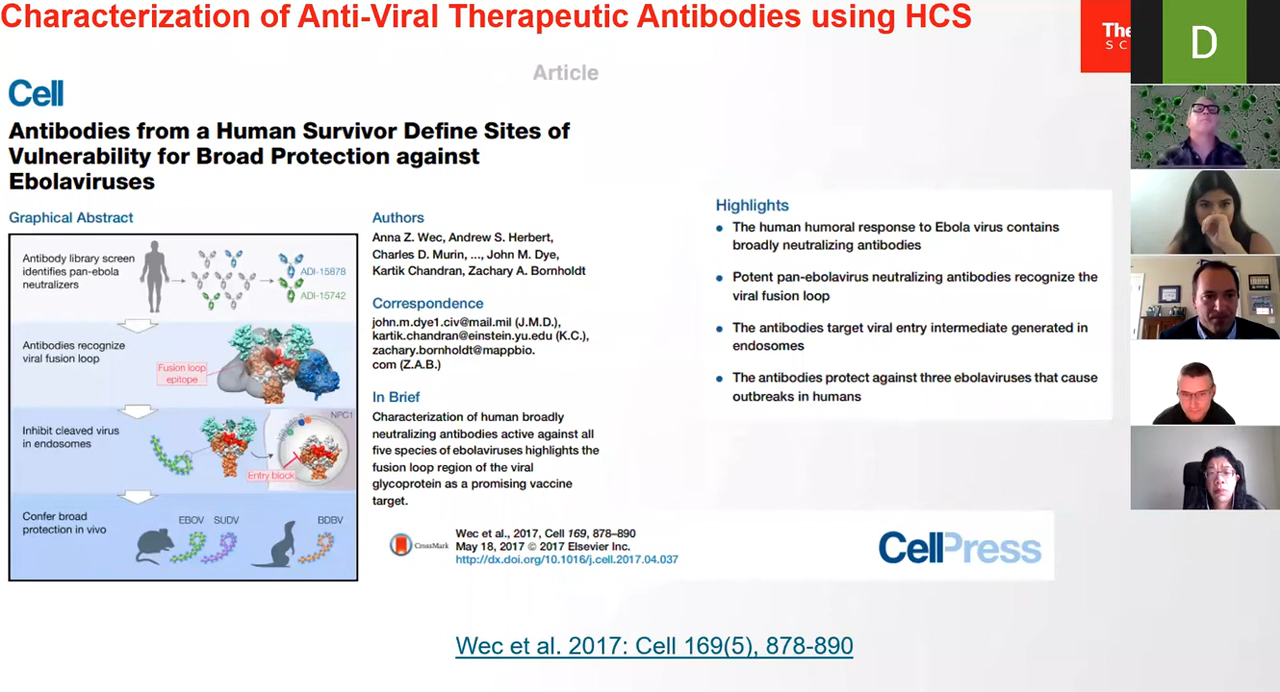 Characterization of Anti-Viral Therapeutic Antibodies using HCS
The
SC
D
Article
Cell
Antibodies from a Human Survivor Define Sites of
Vulnerability for Broad Protection against
Ebolaviruses
Graphical Abstract
Antibody library screen
identifies pan-ebola
neutralizers
ADI-15878
ADI-15742
Antibodies recognize
viral fusion loop
Fusion loop
epitope
Inhibit cleaved virus
in endosomes
NPC1
Entry block
Confer broad
protection in vivo
EBOV
SUDV
BDBV
Authors
Anna Z. Wec, Andrew S. Herbert,
Charles D. Murin, ..., John M. Dye,
Kartik Chandran, Zachary A. Bornholdt
Correspondence
john.m.dye1.civ@mail.mil (J.M.D.),
kartik.chandran@einstein.yu.edu (K.C.),
zachary.bornholdt@mappbio.
com (Z.A.B.)
In Brief
Characterization of human broadly
neutralizing antibodies active against all
five species of ebolaviruses highlights the
fusion loop region of the viral
glycoprotein as a promising vaccine
target.
Highlights
The human humoral response to Ebola virus contains
broadly neutralizing antibodies
Potent pan-ebolavirus neutralizing antibodies recognize the
viral fusion loop
The antibodies target viral entry intermediate generated in
endosomes
The antibodies protect against three ebolaviruses that cause
outbreaks in humans
CrossMark
Wec et al., 2017, Cell 169, 878–890
May 18, 2017 © 2017 Elsevier Inc.
http://dx.doi.org/10.1016/j.cell.2017.04.037
CellPress
Wec et al. 2017: Cell 169(5), 878-890